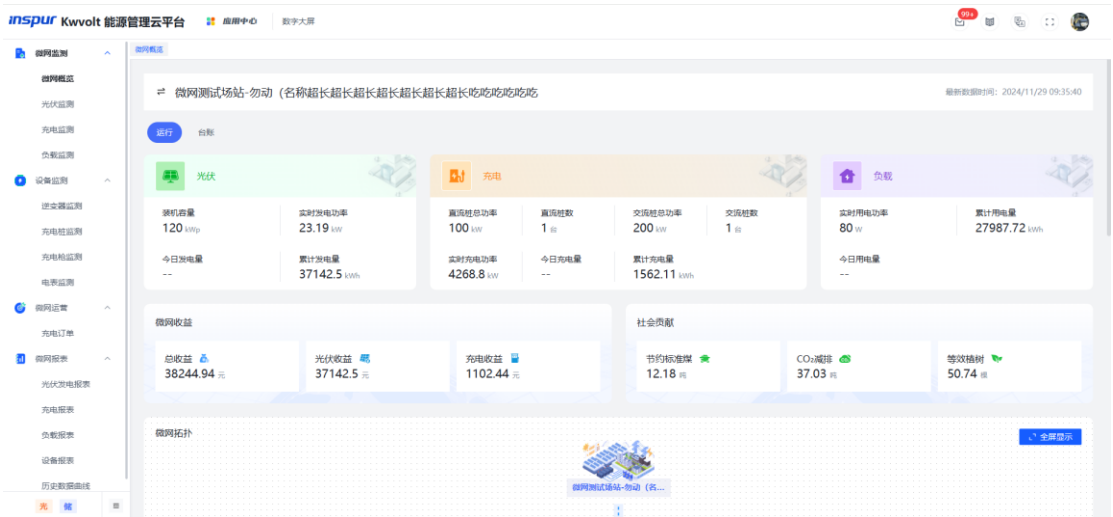 inspur Kwvolt 能源管理云平台 应用中心 数字大屏 99+
微网监测
微网概览
光伏监测
充电监测
负载监测
设备监测
逆变器监测
充电桩监测
充电枪监测
电表监测
微网运营
充电订单
微网报表
光伏发电报表
充电报表
负载报表
设备报表
历史数据曲线
光 储
微网概览
微网测试场站-勿动（名称超长超长超长超长超长超长超长吃吃吃吃吃吃 最新数据时间：2024/11/29 09:35:40
运行 台账
光伏
装机容量 实时发电功率
120 kWp 23.19 kW
今日发电量 累计发电量
-- 37142.5 kWh
充电
直流桩总功率 直流桩数 交流桩总功率 交流桩数
100 kW 1 台 200 kW 1 台
实时充电功率 今日充电量 累计充电量
4268.8 kW -- 1562.11 kWh
负载
实时用电功率 累计用电量
80 W 27987.72 kWh
今日用电量
--
微网收益
总收益 光伏收益 充电收益
38244.94 元 37142.5 元 1102.44 元
社会贡献
节约标准煤 CO₂减排 等效植树
12.18 吨 37.03 吨 50.74 棵
微网拓扑
全屏显示
微网测试场站-勿动（名...